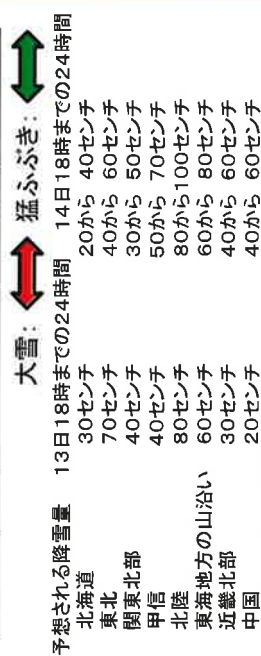 大雪: 猛ふぶき:
予想される降雪量 13日18時までの24時間 14日18時までの24時間
北海道 30センチ 20から 40センチ
東北 70センチ 40から 60センチ
関東北部 40センチ 30から 50センチ
甲信 40センチ 50から 70センチ
北陸 80センチ 80から100センチ
東海地方の山沿い 60センチ 60から 80センチ
近畿北部 30センチ 40から 60センチ
中国 20センチ 40から 60センチ